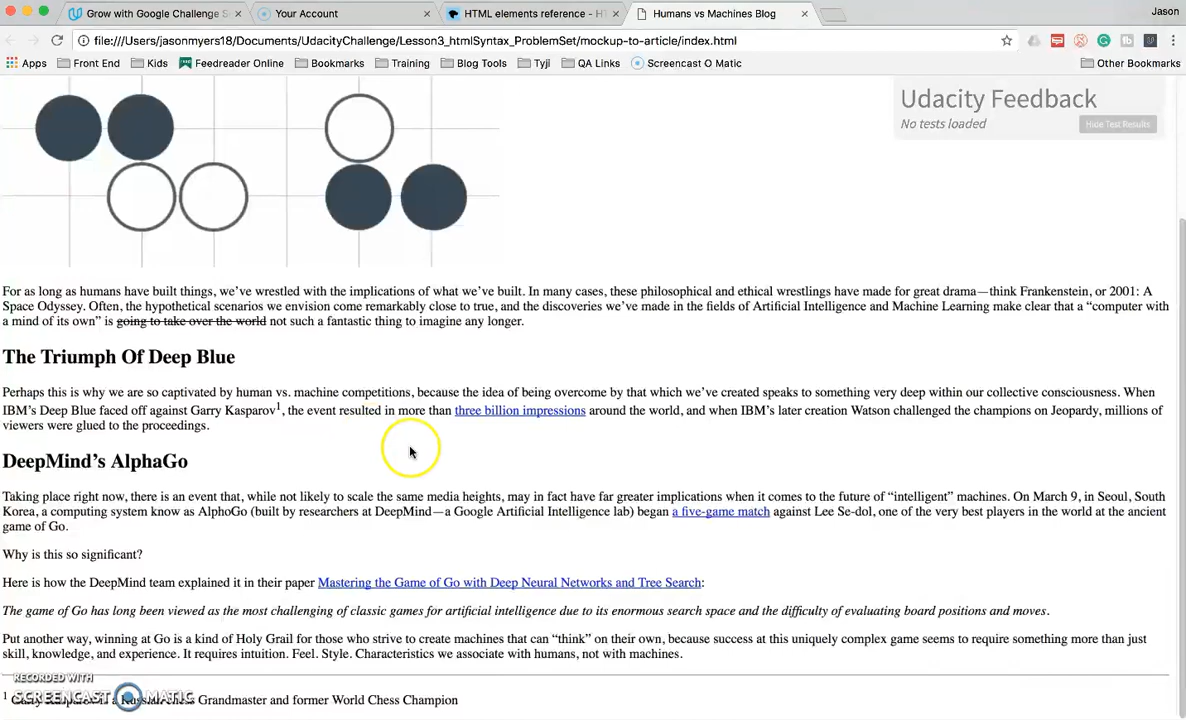 Grow with Google Challenge S
Your Account
HTML elements reference - HT
Humans vs Machines Blog
Jason
file:///Users/jasonmyers18/Documents/UdacityChallenge/Lesson3_htmlSyntax_ProblemSet/mockup-to-article/index.html
Apps Front End Kids Feedreader Online Bookmarks Training Blog Tools Tyji QA Links Screencast O Matic Other Bookmarks
Udacity Feedback
No tests loaded
Hide Test Results
For as long as humans have built things, we’ve wrestled with the implications of what we’ve built. In many cases, these philosophical and ethical wrestlings have made for great drama—think Frankenstein, or 2001: A
Space Odyssey. Often, the hypothetical scenarios we envision come remarkably close to true, and the discoveries we’ve made in the fields of Artificial Intelligence and Machine Learning make clear that a “computer with
a mind of its own” is going to take over the world not such a fantastic thing to imagine any longer.
The Triumph Of Deep Blue
Perhaps this is why we are so captivated by human vs. machine competitions, because the idea of being overcome by that which we’ve created speaks to something very deep within our collective consciousness. When
IBM’s Deep Blue faced off against Garry Kasparov1, the event resulted in more than three billion impressions around the world, and when IBM’s later creation Watson challenged the champions on Jeopardy, millions of
viewers were glued to the proceedings.
DeepMind’s AlphaGo
Taking place right now, there is an event that, while not likely to scale the same media heights, may in fact have far greater implications when it comes to the future of “intelligent” machines. On March 9, in Seoul, South
Korea, a computing system know as AlphoGo (built by researchers at DeepMind—a Google Artificial Intelligence lab) began a five-game match against Lee Se-dol, one of the very best players in the world at the ancient
game of Go.
Why is this so significant?
Here is how the DeepMind team explained it in their paper Mastering the Game of Go with Deep Neural Networks and Tree Search:
The game of Go has long been viewed as the most challenging of classic games for artificial intelligence due to its enormous search space and the difficulty of evaluating board positions and moves.
Put another way, winning at Go is a kind of Holy Grail for those who strive to create machines that can “think” on their own, because success at this uniquely complex game seems to require something more than just
skill, knowledge, and experience. It requires intuition. Feel. Style. Characteristics we associate with humans, not with machines.
RECORDED WITH
SCREENCAST MATIC
1 Grandmaster and former World Chess Champion